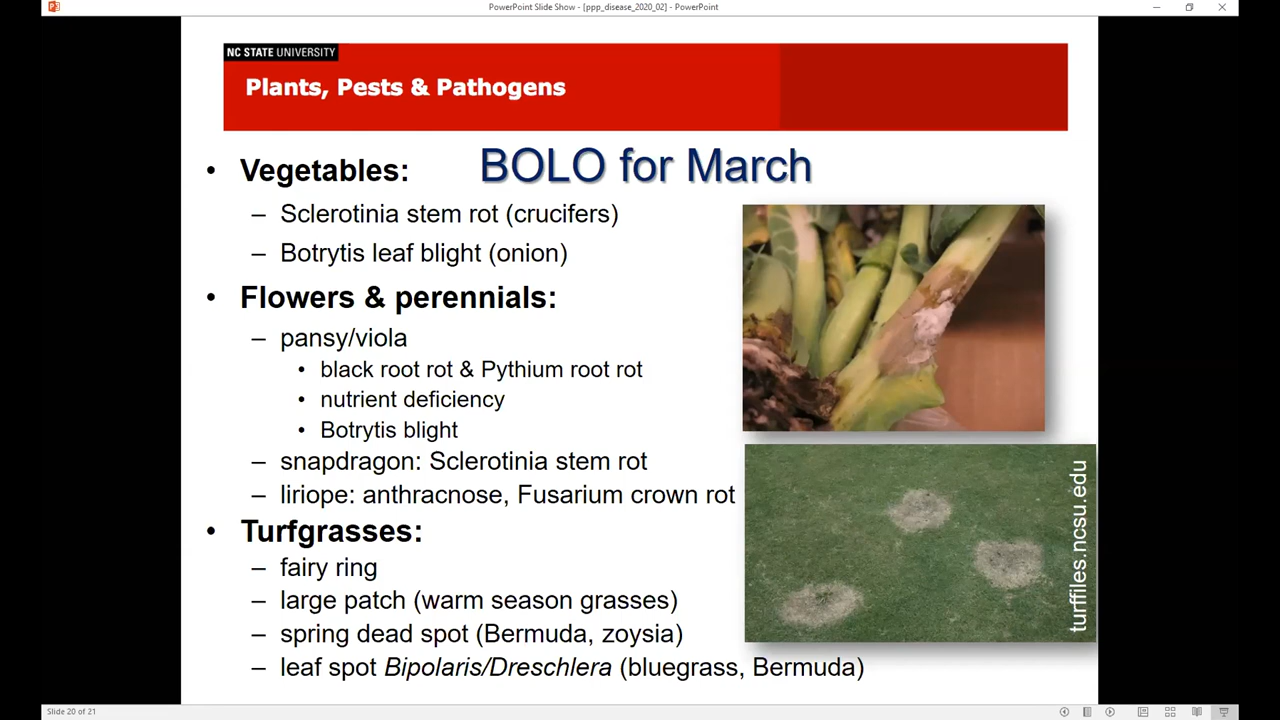 PowerPoint Slide Show - [ppp_disease_2020_02] - PowerPoint
NC STATE UNIVERSITY
Plants, Pests & Pathogens
BOLO for March
• Vegetables:
– Sclerotinia stem rot (crucifers)
– Botrytis leaf blight (onion)
• Flowers & perennials:
– pansy/viola
• black root rot & Pythium root rot
• nutrient deficiency
• Botrytis blight
– snapdragon: Sclerotinia stem rot
– liriope: anthracnose, Fusarium crown rot
• Turfgrasses:
– fairy ring
– large patch (warm season grasses)
– spring dead spot (Bermuda, zoysia)
– leaf spot Bipolaris/Dreschlera (bluegrass, Bermuda)
turffiles.ncsu.edu
Slide 20 of 21